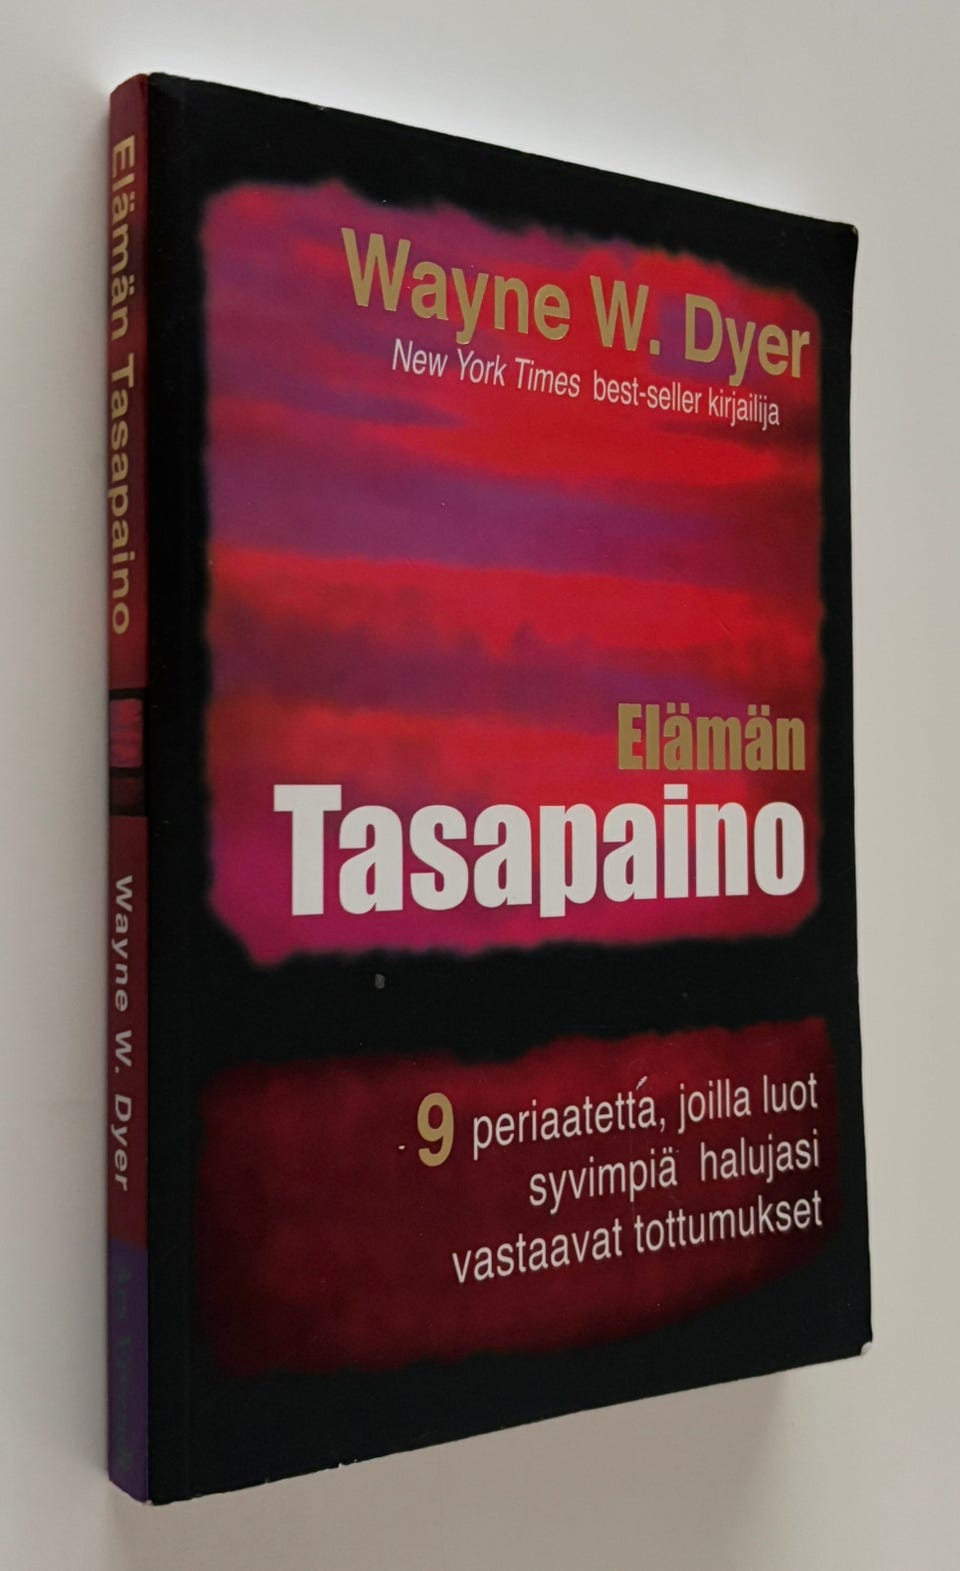 Elämän Tasapaino
Wayne W. Dyer
Wayne W. Dyer
New York Times best-seller kirjailija
Elämän
Tasapaino
9 periaatetta, joilla luot
syvimpiä halujasi
vastaavat tottumukset